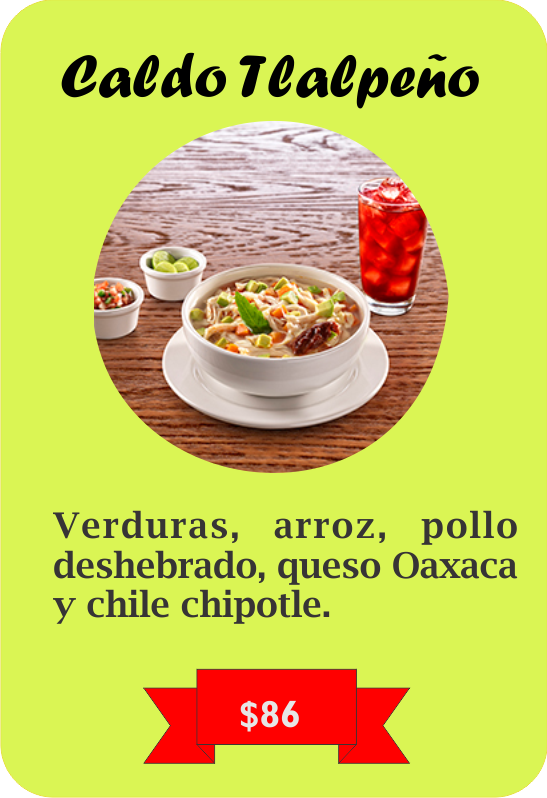 Caldo Tlalpeño
Verduras, arroz, pollo
deshebrado, queso Oaxaca
y chile chipotle.
$86